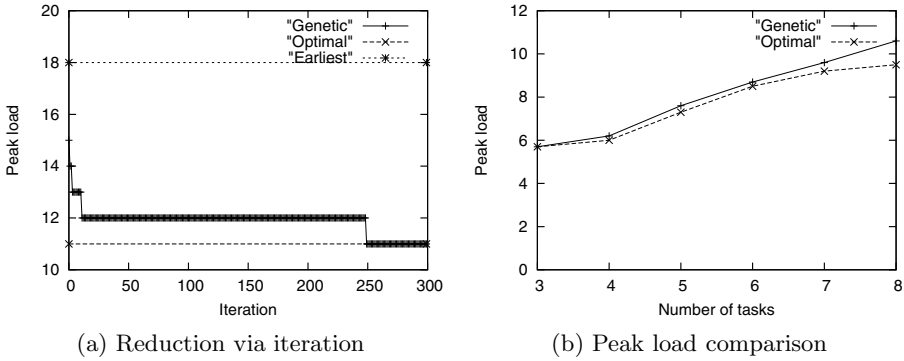 20
18
16
14
12
10
Peak load
"Genetic"
"Optimal"
"Earliest"
0 50 100 150 200 250 300
Iteration
(a) Reduction via iteration
12
10
8
6
4
2
0
Peak load
"Genetic"
"Optimal"
3 4 5 6 7 8
Number of tasks
(b) Peak load comparison